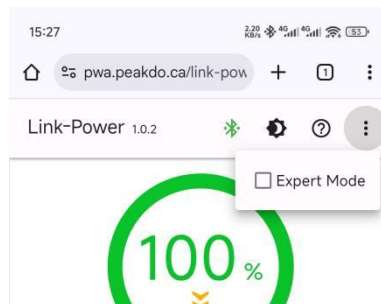 15:27 2.20 KB/s 4G 4G 53
pwa.peakdo.ca/link-pow 1
Link-Power 1.0.2
Expert Mode
100 %